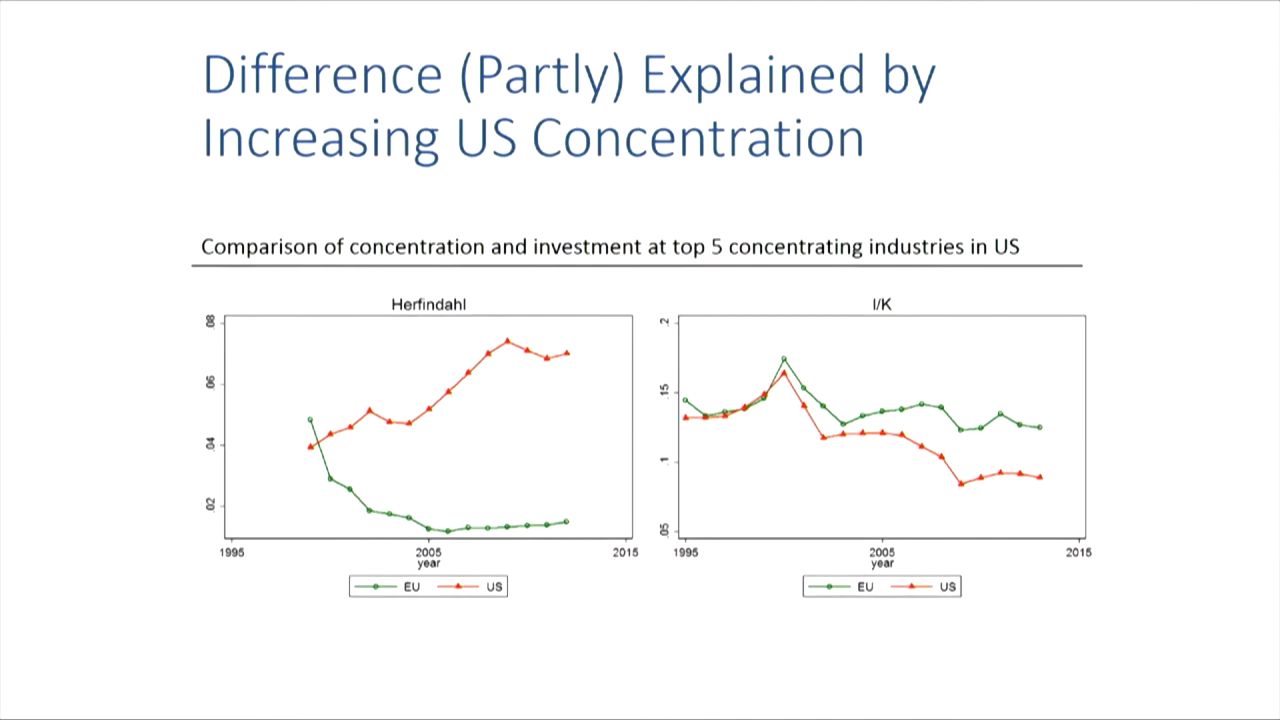 Difference (Partly) Explained by
Increasing US Concentration
Comparison of concentration and investment at top 5 concentrating industries in US
Herfindahl
.08
.06
.04
.02
1995
2005
2015
year
EU
US
I/K
.2
.15
.1
.05
1995
2005
2015
year
EU
US